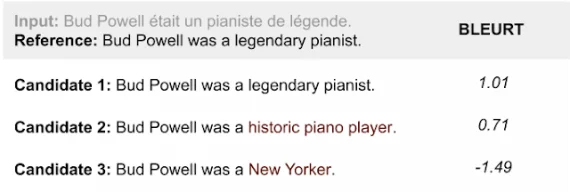 Input: Bud Powell était un pianiste de légende.
Reference: Bud Powell was a legendary pianist.
BLEURT
Candidate 1: Bud Powell was a legendary pianist. 1.01
Candidate 2: Bud Powell was a historic piano player. 0.71
Candidate 3: Bud Powell was a New Yorker. -1.49